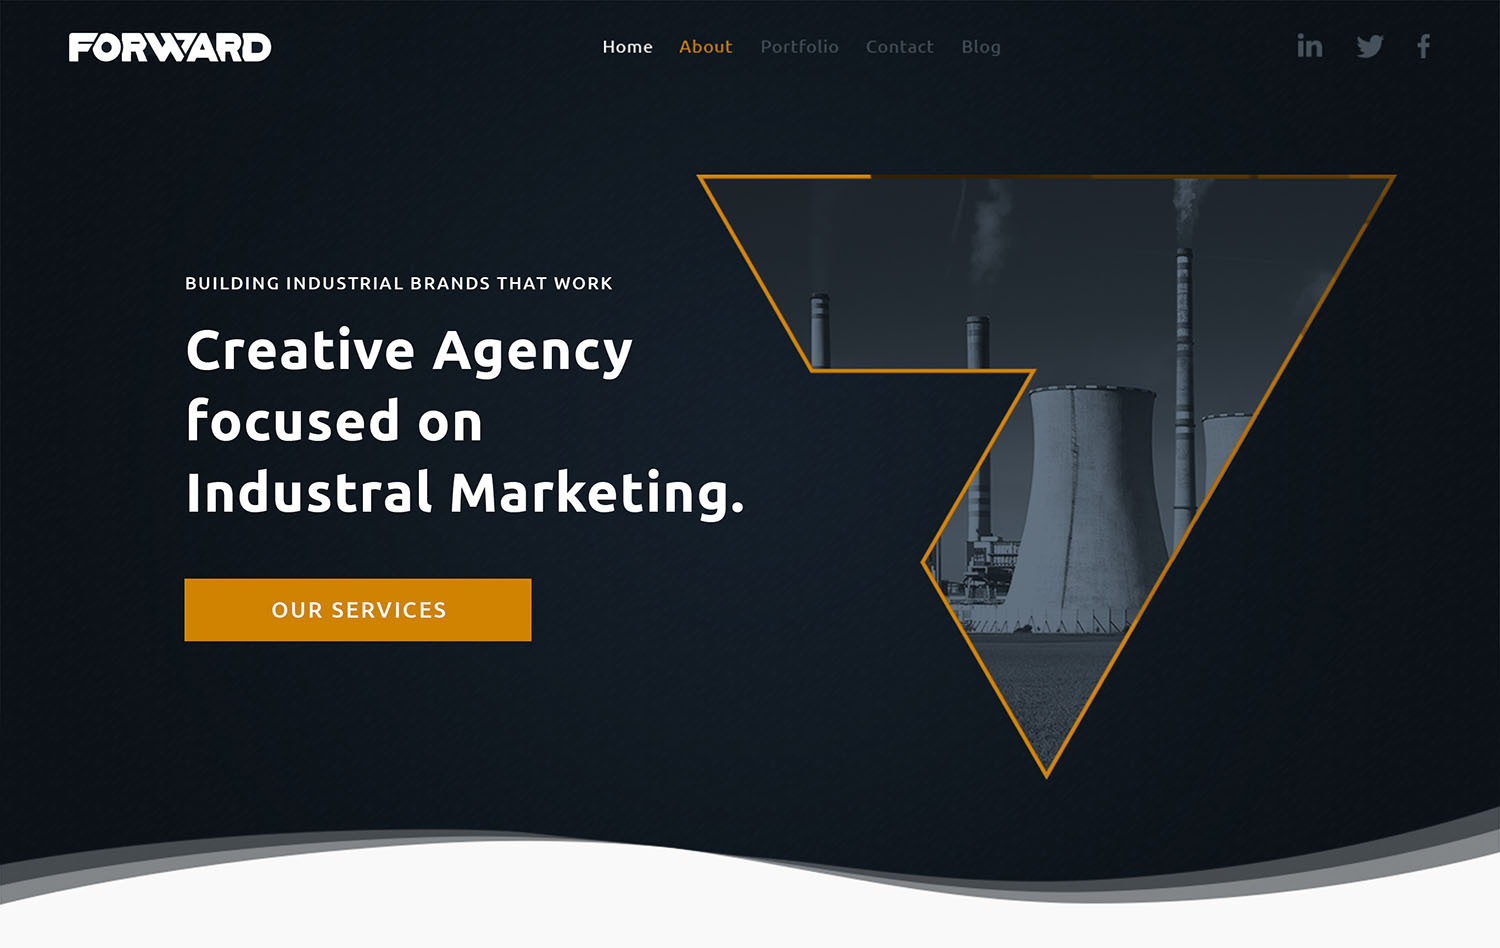 FORWARD
Home About Portfolio Contact Blog
BUILDING INDUSTRIAL BRANDS THAT WORK
Creative Agency
focused on
Industral Marketing.
OUR SERVICES